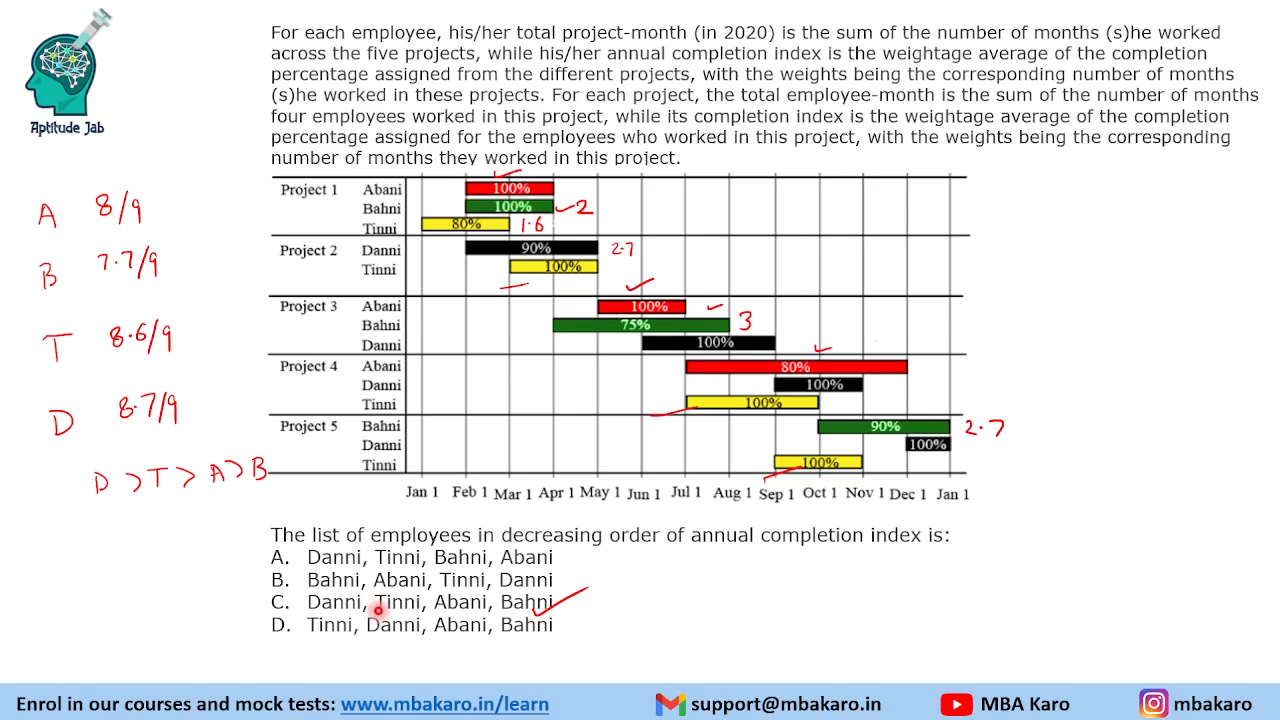 Aptitude Jab
For each employee, his/her total project-month (in 2020) is the sum of the number of months (s)he worked
across the five projects, while his/her annual completion index is the weightage average of the completion
percentage assigned from the different projects, with the weights being the corresponding number of months
(s)he worked in these projects. For each project, the total employee-month is the sum of the number of months
four employees worked in this project, while its completion index is the weightage average of the completion
percentage assigned for the employees who worked in this project, with the weights being the corresponding
number of months they worked in this project.
Project 1 Abani 100%
Bahni 100% 2
Tinni 80% 1.6
Project 2 Danni 90% 2.7
Tinni 100%
Project 3 Abani 100%
Bahni 75% 3
Danni 100%
Project 4 Abani 80%
Danni 100%
Tinni 100%
Project 5 Bahni 90% 2.7
Danni 100%
Tinni 100%
Jan 1 Feb 1 Mar 1 Apr 1 May 1 Jun 1 Jul 1 Aug 1 Sep 1 Oct 1 Nov 1 Dec 1 Jan 1
A 8/9
B 7.7/9
T 8.6/9
D 8.7/9
D > T > A > B
The list of employees in decreasing order of annual completion index is:
A. Danni, Tinni, Bahni, Abani
B. Bahni, Abani, Tinni, Danni
C. Danni, Tinni, Abani, Bahni
D. Tinni, Danni, Abani, Bahni
Enrol in our courses and mock tests: www.mbakaro.in/learn support@mbakaro.in MBA Karo mbakaro